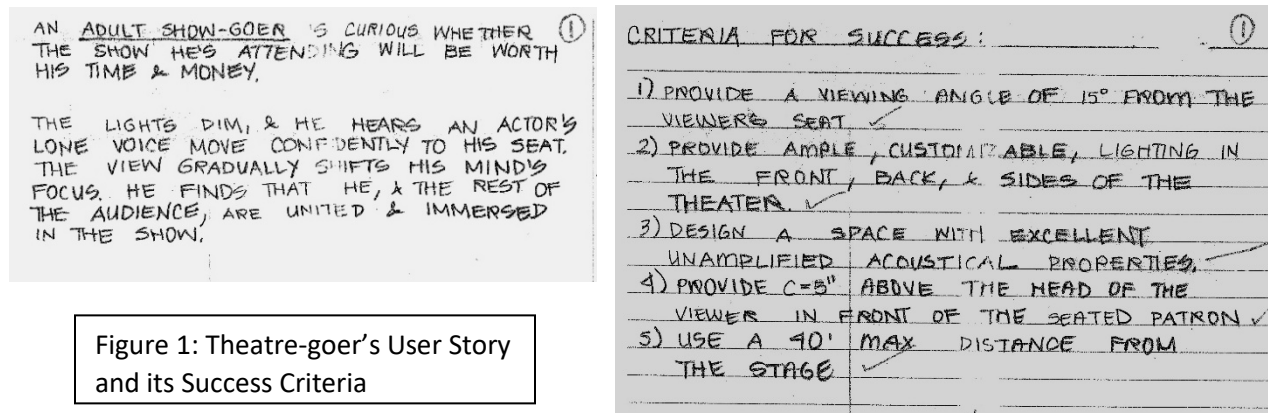 AN ADULT SHOW-GOER IS CURIOUS WHETHER ①
THE SHOW HE'S ATTENDING WILL BE WORTH
HIS TIME & MONEY.
THE LIGHTS DIM, & HE HEARS AN ACTOR'S
LONE VOICE MOVE CONFIDENTLY TO HIS SEAT.
THE VIEW GRADUALLY SHIFTS HIS MIND'S
FOCUS. HE FINDS THAT HE, & THE REST OF
THE AUDIENCE, ARE UNITED & IMMERSED
IN THE SHOW.
Figure 1: Theatre-goer's User Story
and its Success Criteria
CRITERIA FOR SUCCESS: ①
1) PROVIDE A VIEWING ANGLE OF 15° FROM THE
VIEWER'S SEAT ✓
2) PROVIDE AMPLE, CUSTOMIZABLE, LIGHTING IN
THE FRONT, BACK, & SIDES OF THE
THEATER. ✓
3) DESIGN A SPACE WITH EXCELLENT
UNAMPLIFIED ACOUSTICAL PROPERTIES. ✓
4) PROVIDE C=5" ABOVE THE HEAD OF THE
VIEWER IN FRONT OF THE SEATED PATRON ✓
5) USE A 40' MAX DISTANCE FROM
THE STAGE ✓